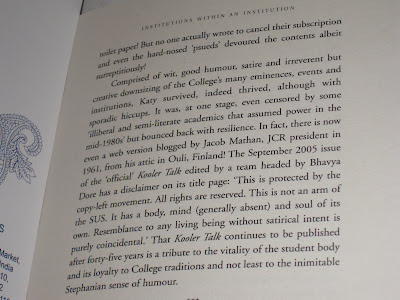 INSTITUTIONS WITHIN AN INSTITUTION
toilet paper! But no one actually wrote to cancel their subscription
and even the hard-nosed 'psueds' devoured the contents albeit
surreptitiously!
Comprised of wit, good humour, satire and irreverent but
creative downsizing of the College's many eminences, events and
institutions, Katy survived, indeed thrived, although with
sporadic hiccups. It was, at one stage, even censored by some
'illiberal and semi-literate academics that assumed power in the
mid-1980s' but bounced back with resilience. In fact, there is now
even a web version blogged by Jacob Mathan, JCR president in
1961, from his attic in Ouli, Finland! The September 2005 issue
of the 'official' Kooler Talk edited by a team headed by Bhavya
Dore has a disclaimer on its title page: 'This is protected by the
copy-left movement. All rights are reserved. This is not an arm of
the SUS. It has a body, mind (generally absent) and soul of its
own. Resemblance to any living being without satirical intent is
purely coincidental.' That Kooler Talk continues to be published
after forty-five years is a tribute to the vitality of the student body
and its loyalty to College traditions and not least to the inimitable
Stephanian sense of humour.
S
Market,
India
10,
2